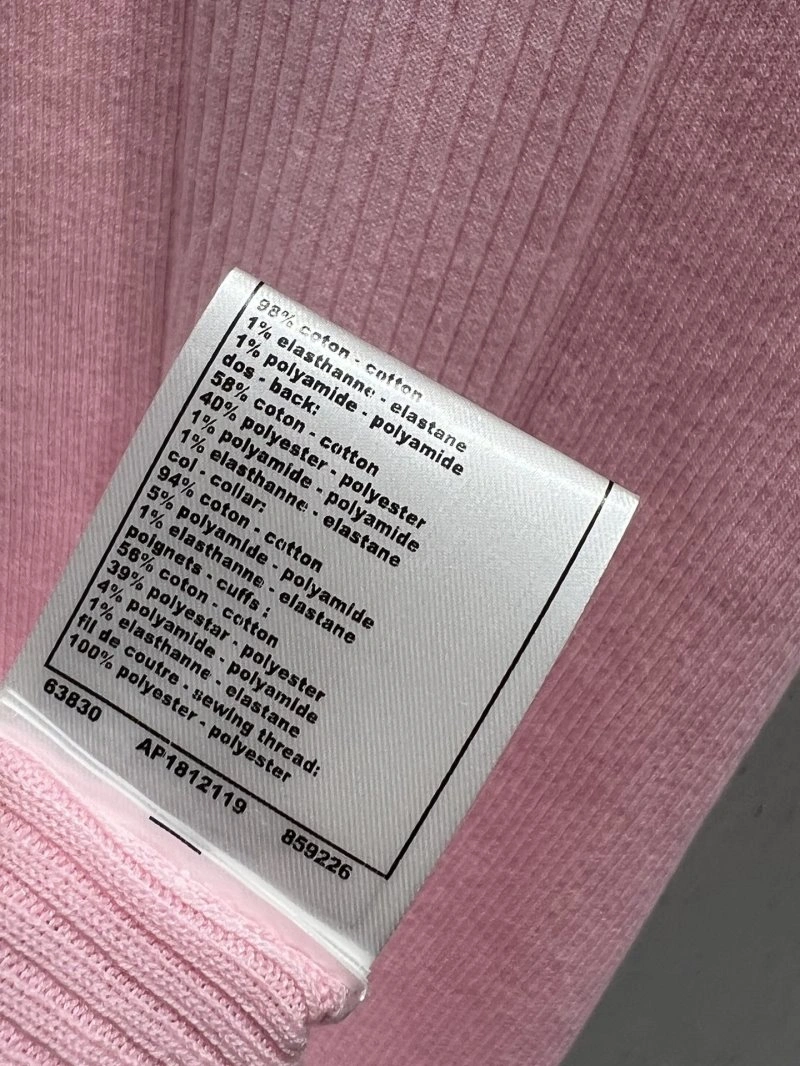 98% coton - cotton
1% elasthanne - elastane
1% polyamide - polyamide
dos - back:
58% coton - cotton
40% polyester - polyester
1% polyamide - polyamide
1% elasthanne - elastane
col - collar:
94% coton - cotton
5% polyamide - polyamide
1% elasthanne - elastane
poignets - cuffs :
56% coton - cotton
39% polyestar - polyester
4% polyamide - polyamide
1% elasthanne - elastane
fil de coutre - sewing thread:
100% polyester - polyester
63B30 AP1812119 859226